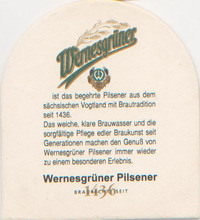 Wernesgrüner
ist das begehrte Pilsener aus dem
sächsischen Vogtland mit Brautradition
seit 1436.
Das weiche, klare Brauwasser und die
sorgfältige Pflege edler Braukunst seit
Generationen machen den Genuß von
Wernesgrüner Pilsener immer wieder
zu einem besonderen Erlebnis.
Wernesgrüner Pilsener
BRAURECHT SEIT
1436